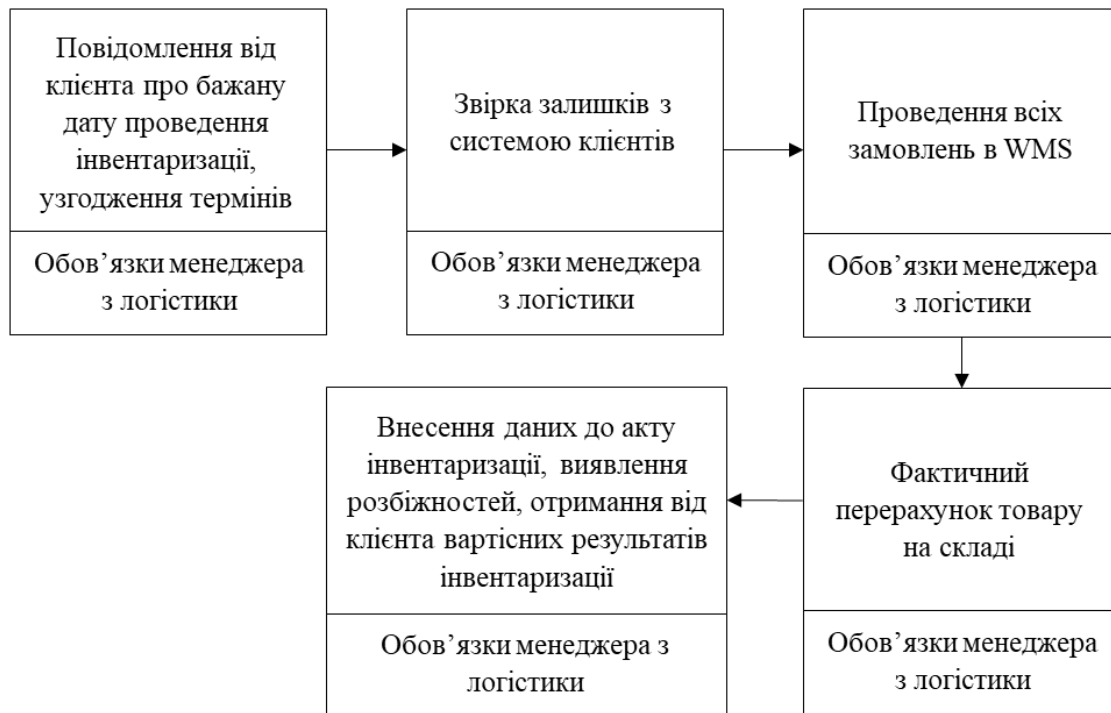 Повідомлення від
клієнта про бажану
дату проведення
інвентаризації,
узгодження термінів
Обов’язки менеджера
з логістики
Звірка залишків з
системою клієнтів
Обов’язки менеджера
з логістики
Проведення всіх
замовлень в WMS
Обов’язки менеджера
з логістики
Фактичний
перерахунок товару
на складі
Обов’язки менеджера
з логістики
Внесення даних до акту
інвентаризації, виявлення
розбіжностей, отримання від
клієнта вартісних результатів
інвентаризації
Обов’язки менеджера з
логістики